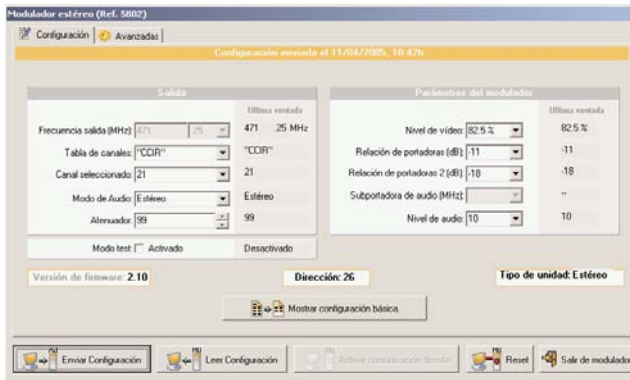 Modulador estéreo (Ref. 5802)
Configuración Avanzadas
Configuración enviada el 11/04/2005, 10:42h.
Salida
Ultima enviada
Frecuencia salida (MHz): 471 .25 471 .25 MHz
Tabla de canales: "CCIR" "CCIR"
Canal seleccionado: 21 21
Modo de Audio: Estéreo Estéreo
Atenuador: 99 99
Modo test: Activado Desactivado
Parámetros del modulador
Ultima enviada
Nivel de vídeo: 82.5 % 82.5 %
Relación de portadoras (dB): -11 -11
Relación de portadoras 2 (dB): -18 -18
Subportadora de audio (MHz): --
Nivel de audio: 10 10
Versión de firmware: 2.10 Dirección: 26 Tipo de unidad: Estéreo
Mostrar configuración básica
Enviar Configuración Leer Configuración Activar comunicación directa Reset Salir de modulador